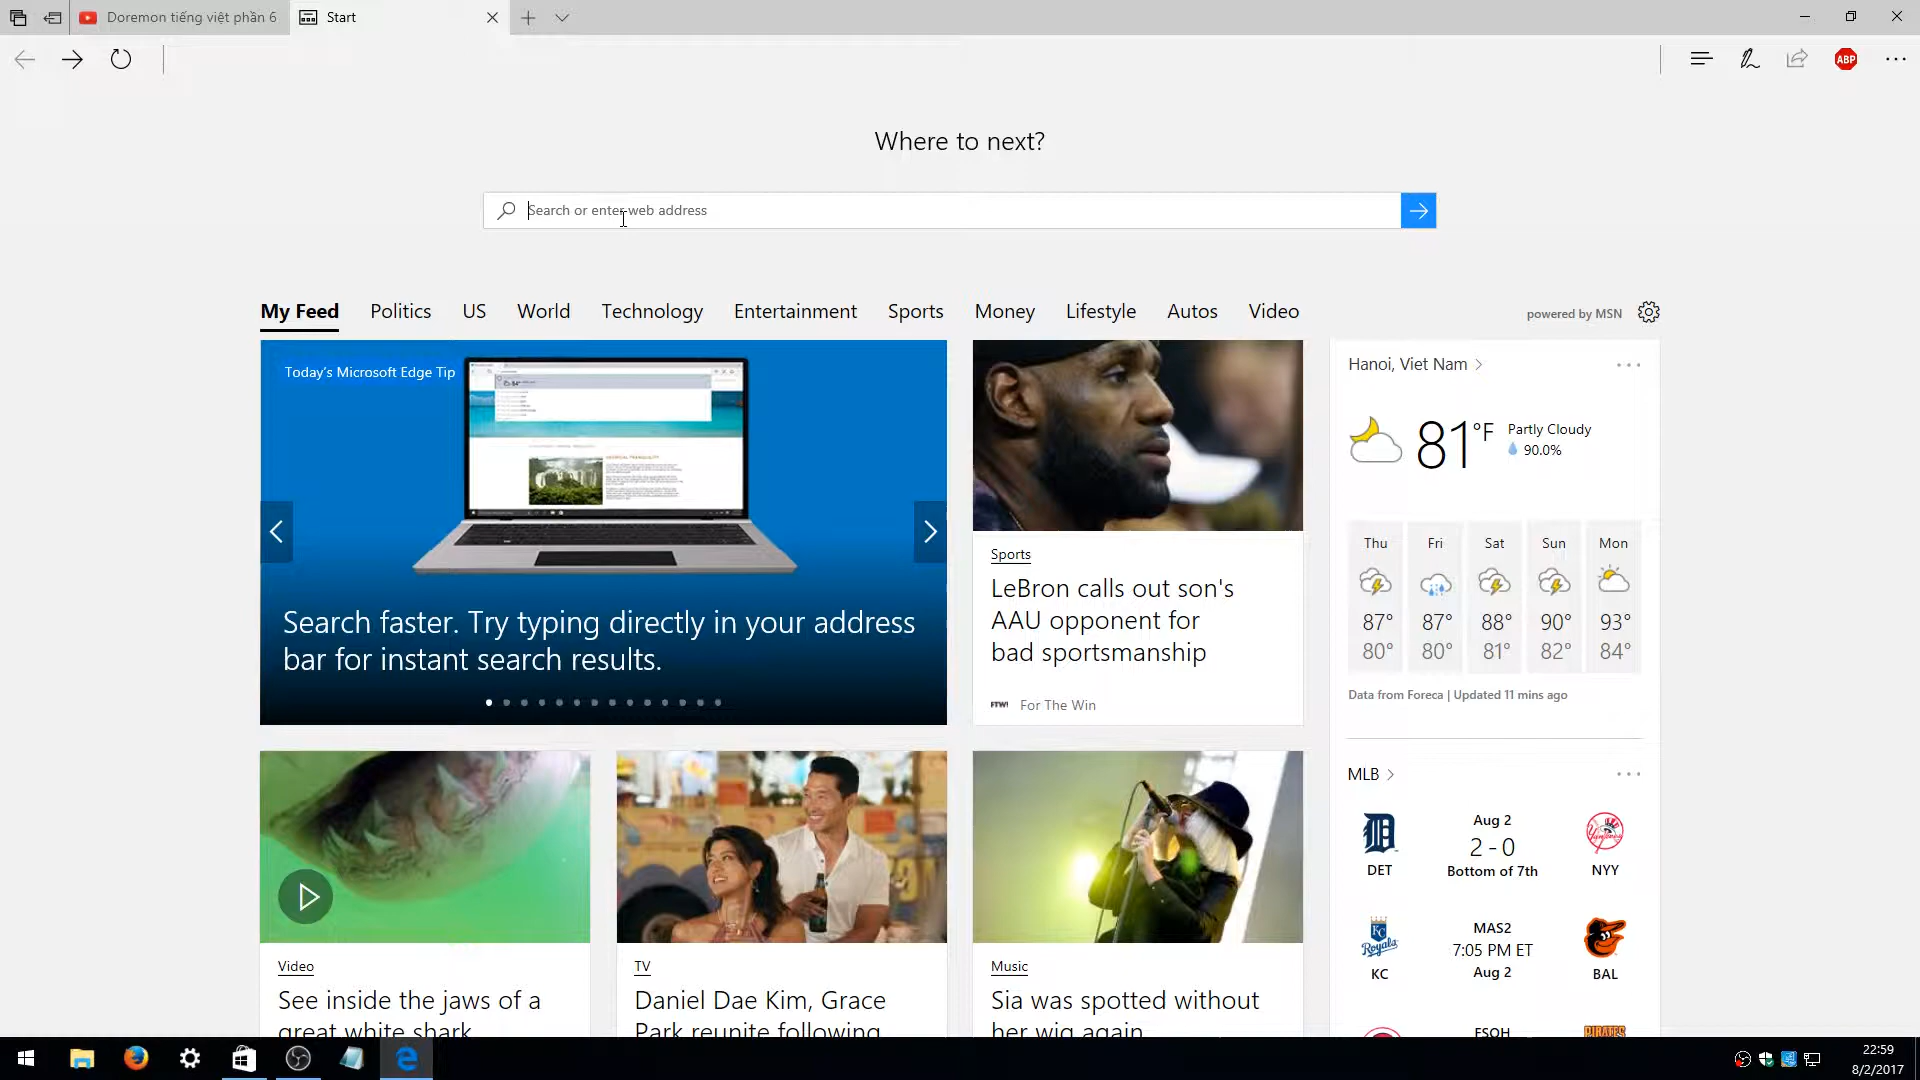 Doremon tiếng việt phần 6
Start
ABP
Where to next?
Search or enter web address
My Feed
Politics
US
World
Technology
Entertainment
Sports
Money
Lifestyle
Autos
Video
powered by MSN
Today's Microsoft Edge Tip
Search faster. Try typing directly in your address
bar for instant search results.
Sports
LeBron calls out son's
AAU opponent for
bad sportsmanship
FTW!
For The Win
Hanoi, Viet Nam
81°F
Partly Cloudy
90.0%
Thu
Fri
Sat
Sun
Mon
87°
87°
88°
90°
93°
80°
80°
81°
82°
84°
Data from Foreca | Updated 11 mins ago
MLB
Aug 2
2 - 0
Bottom of 7th
DET
NYY
MAS2
7:05 PM ET
Aug 2
KC Royals
KC
BAL
FSOH
PIRATES
Video
See inside the jaws of a
great white shark
TV
Daniel Dae Kim, Grace
Park reunite following
Music
Sia was spotted without
her wig again
22:59
8/2/2017